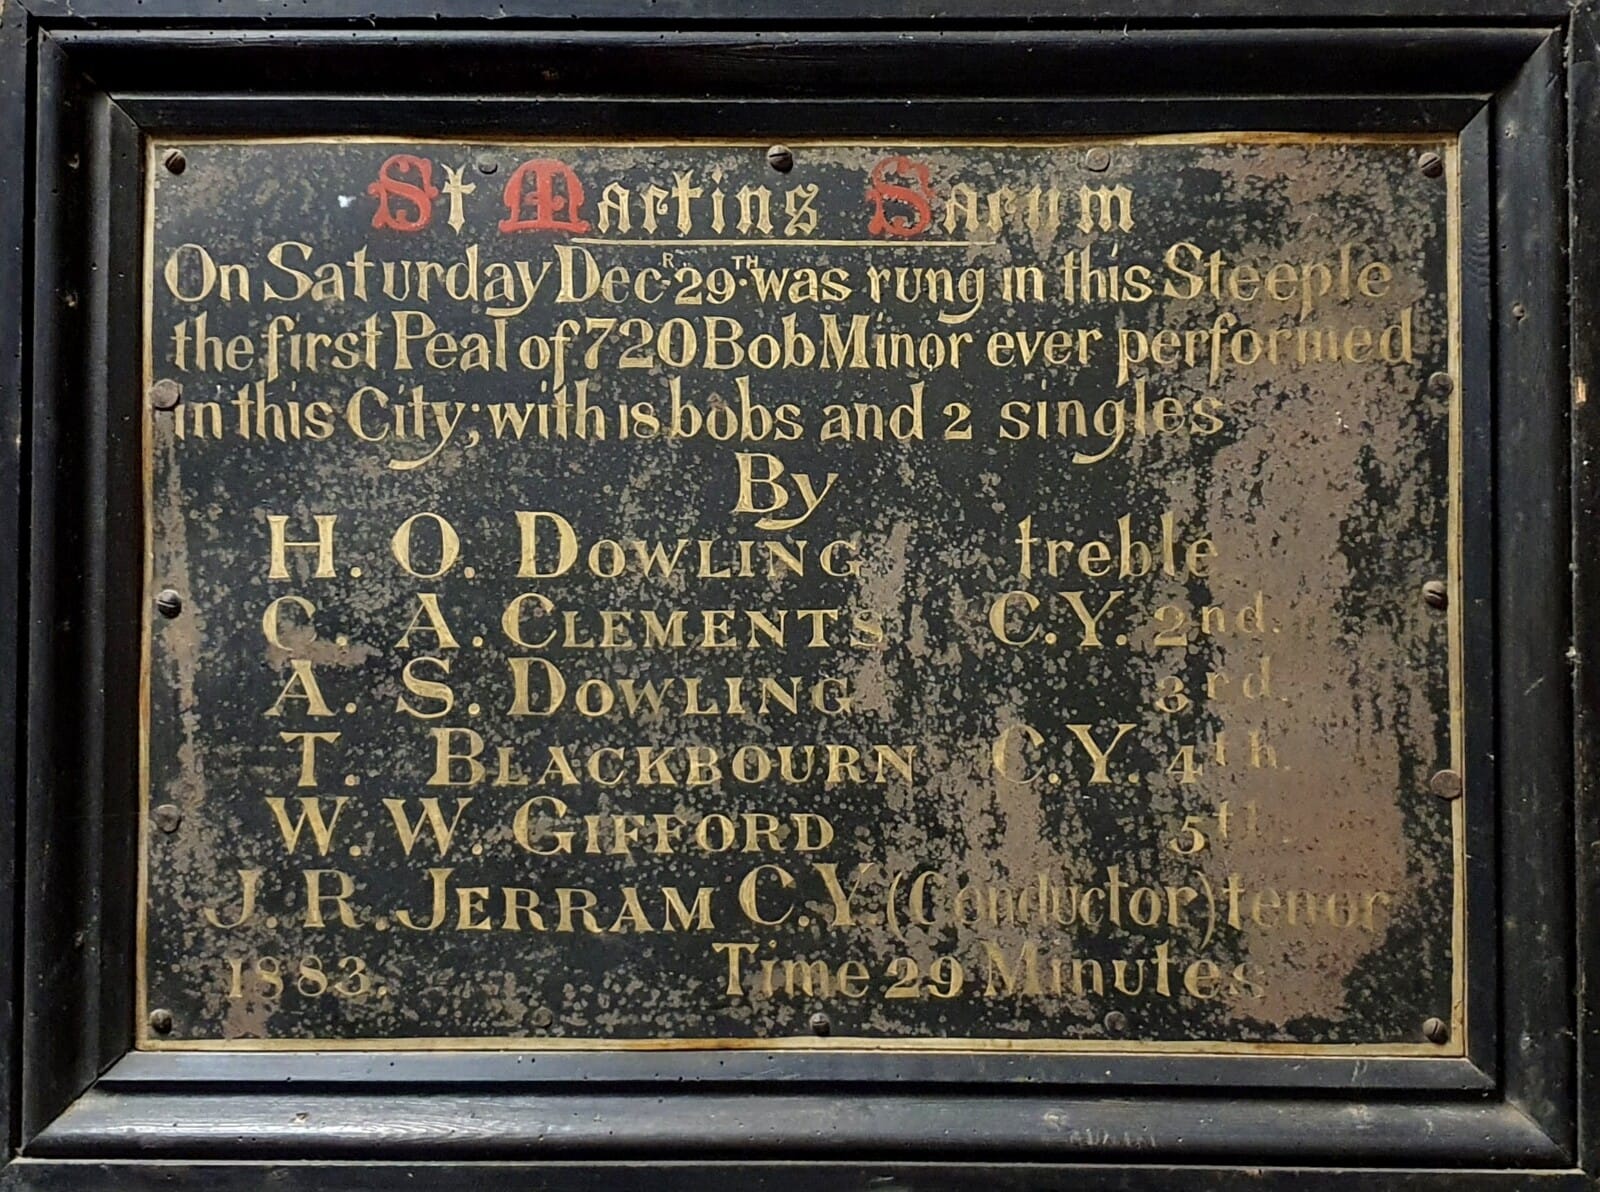 St Martins Sarum
On Saturday Decr. 29th. was rung in this Steeple
the first Peal of 720 Bob Minor ever performed
in this City; with 18 bobs and 2 singles
By
H. O. DOWLING treble
C. A. CLEMENTS C.Y. 2nd.
A. S. DOWLING 3rd.
T. BLACKBOURN C.Y. 4th.
W. W. GIFFORD 5th.
J. R. JERRAM C.Y. (Conductor) tenor
1883. Time 29 Minutes